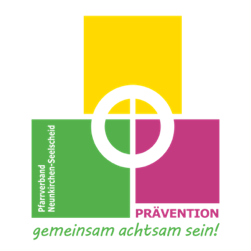 Pfarrverband
Neunkirchen-Seelscheid
PRÄVENTION
gemeinsam achtsam sein!